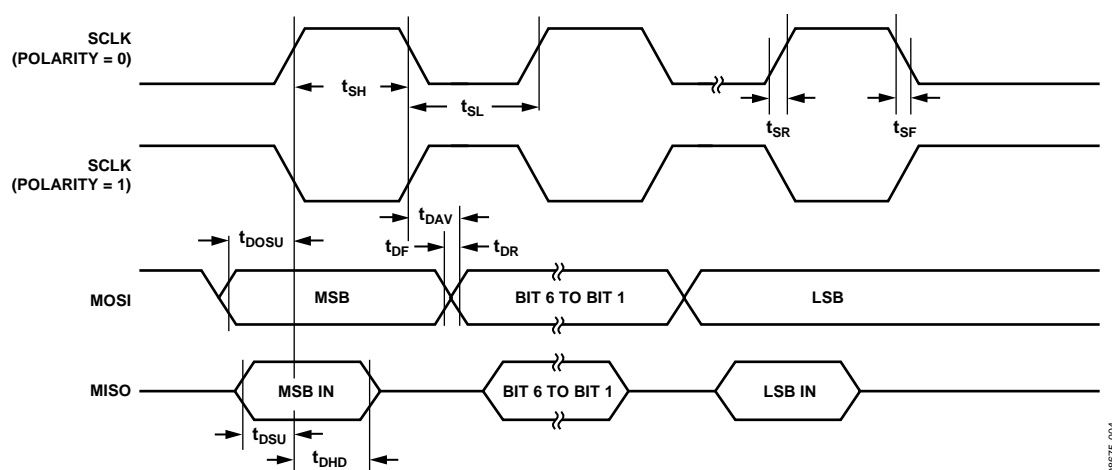 SCLK
(POLARITY = 0)
tSH
tSL
tSR
tSF
SCLK
(POLARITY = 1)
tDAV
tDOSU
tDF
tDR
MOSI
MSB
BIT 6 TO BIT 1
LSB
MISO
MSB IN
BIT 6 TO BIT 1
LSB IN
tDSU
tDHD